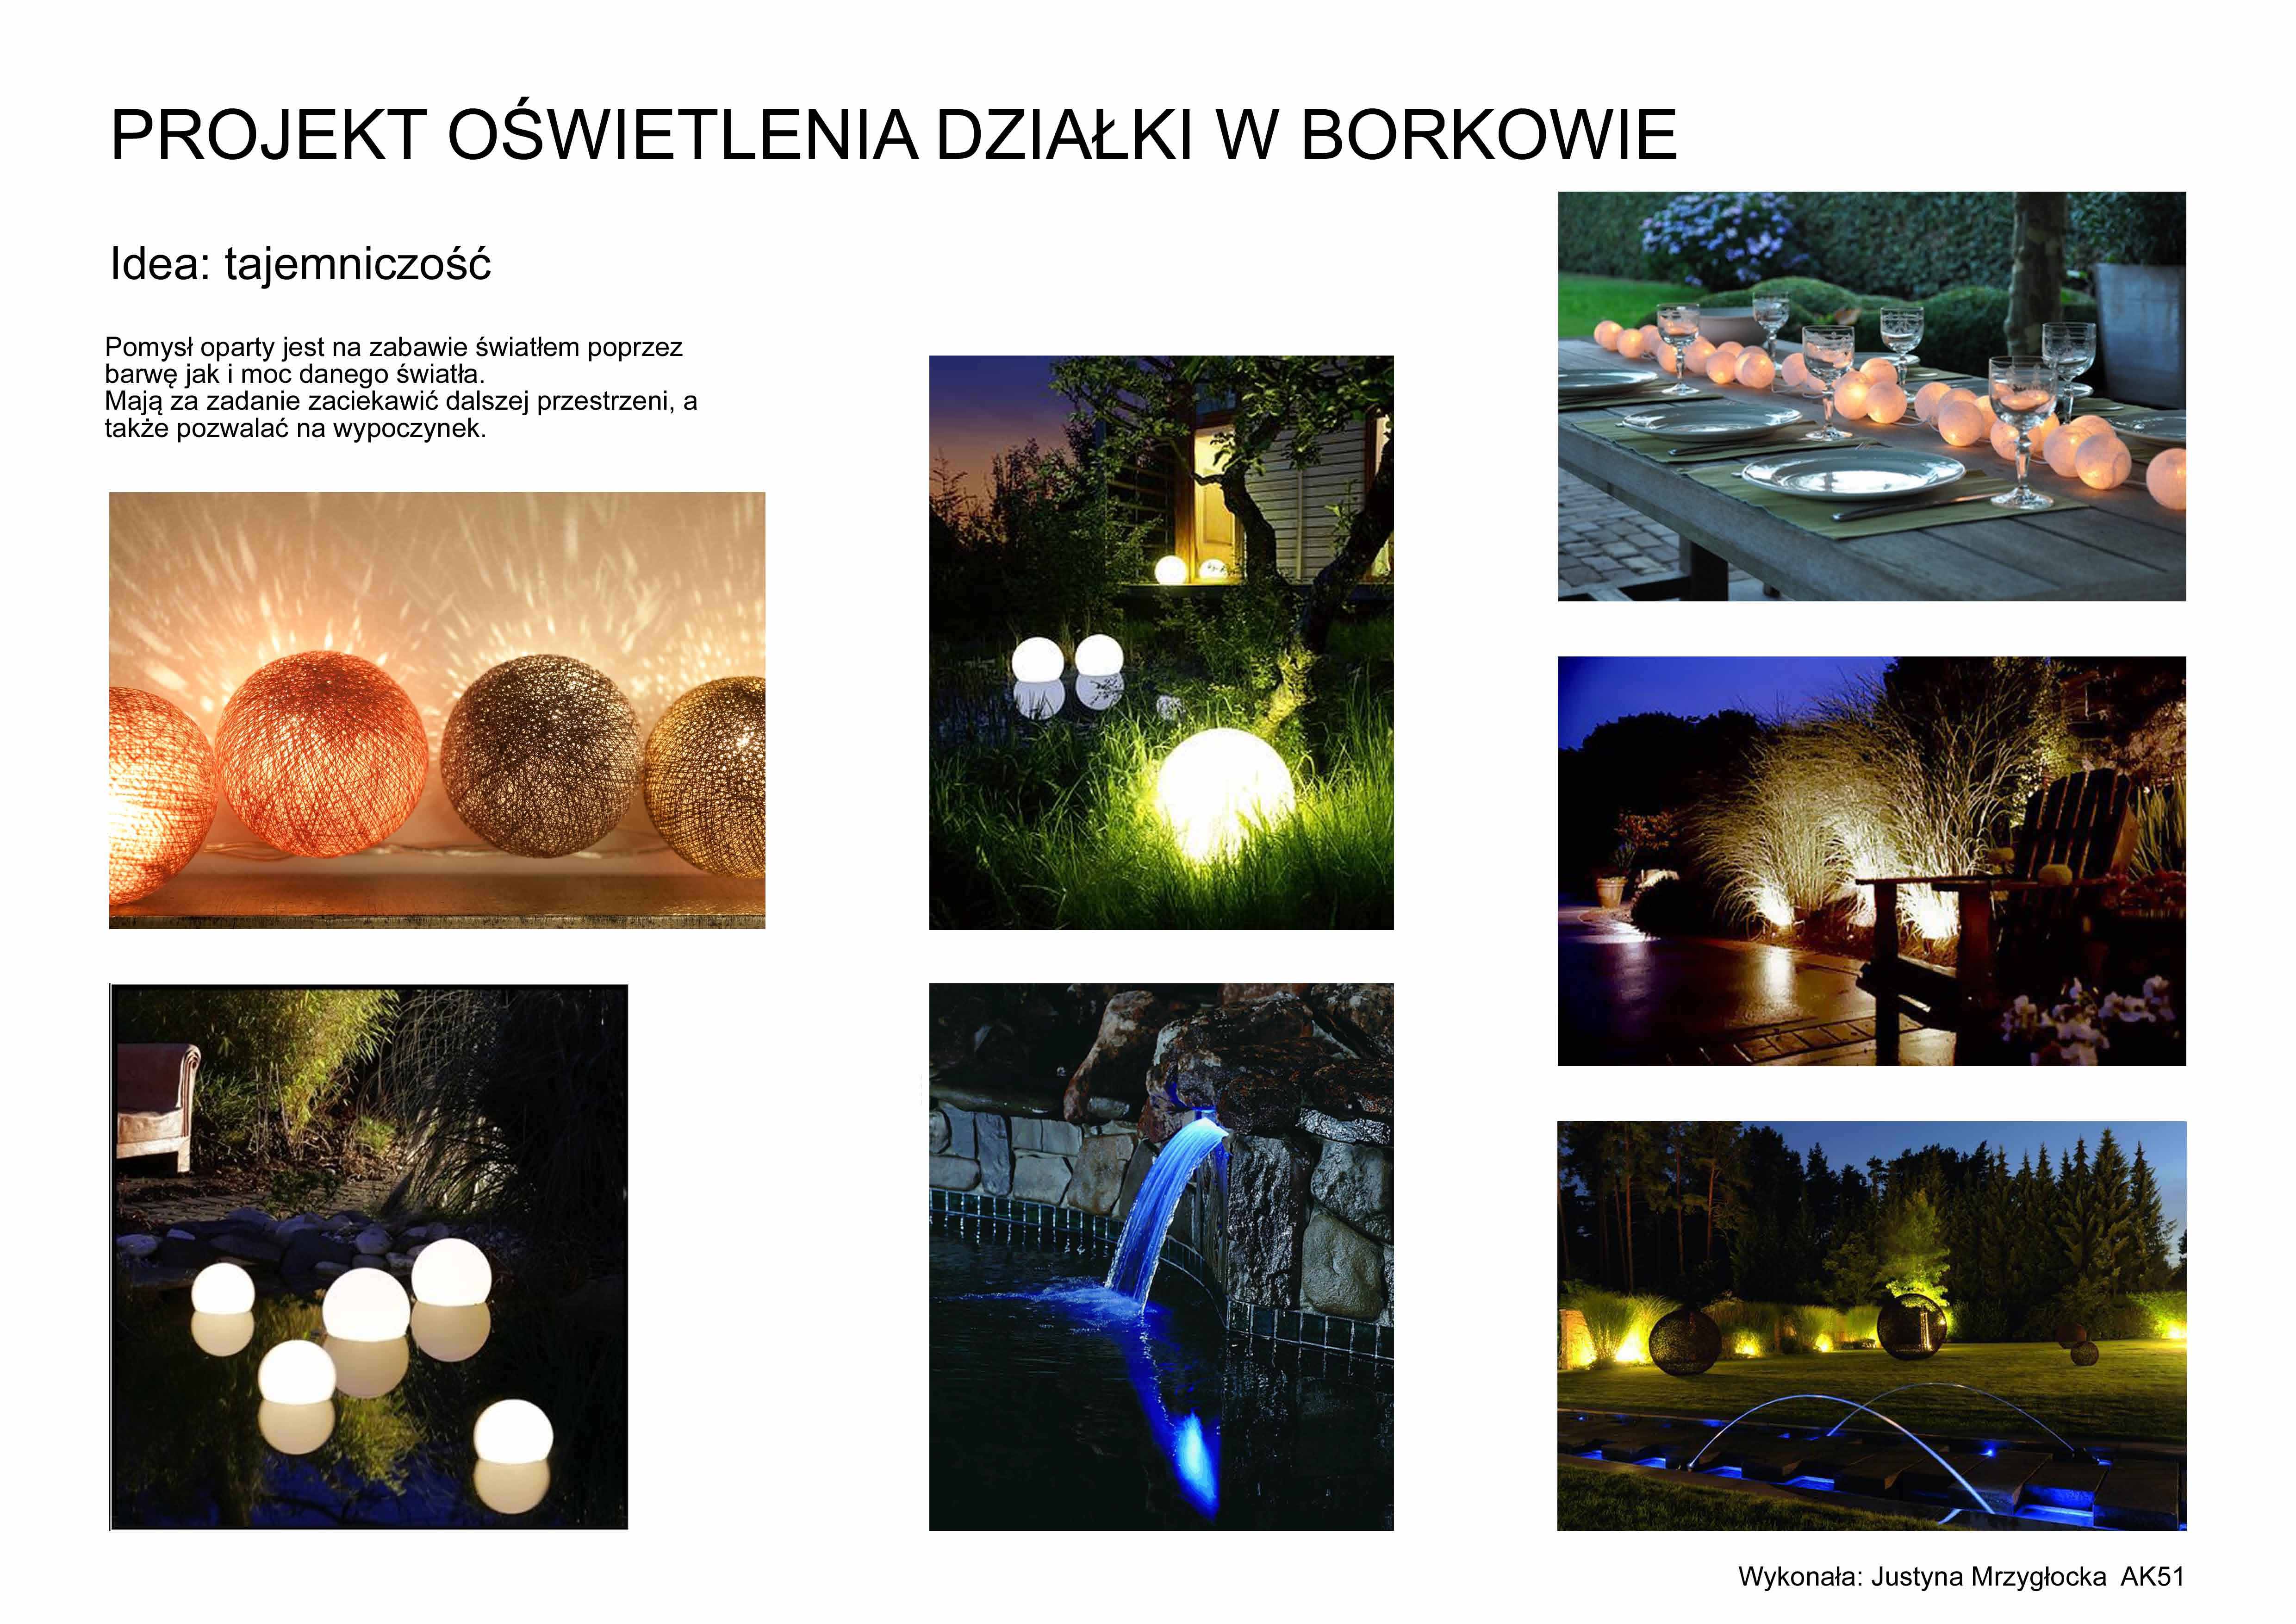 PROJEKT OŚWIETLENIA DZIAŁKI W BORKOWIE
Idea: tajemniczość
Pomysł oparty jest na zabawie światłem poprzez
barwę jak i moc danego światła.
Mają za zadanie zaciekawić dalszej przestrzeni, a
także pozwalać na wypoczynek.
Wykonała: Justyna Mrzygłocka AK51